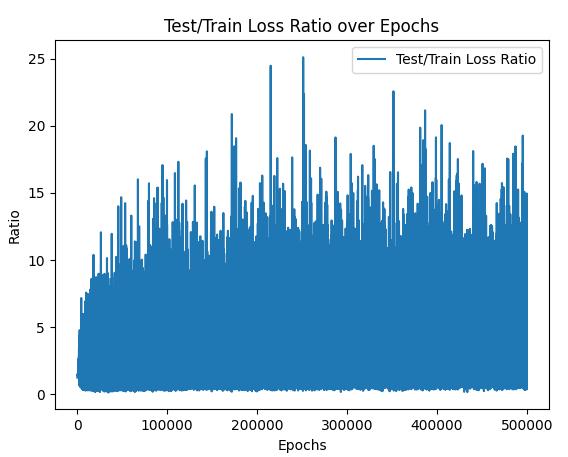 Test/Train Loss Ratio over Epochs
Test/Train Loss Ratio
25
20
15
10
5
0
Ratio
0 100000 200000 300000 400000 500000
Epochs